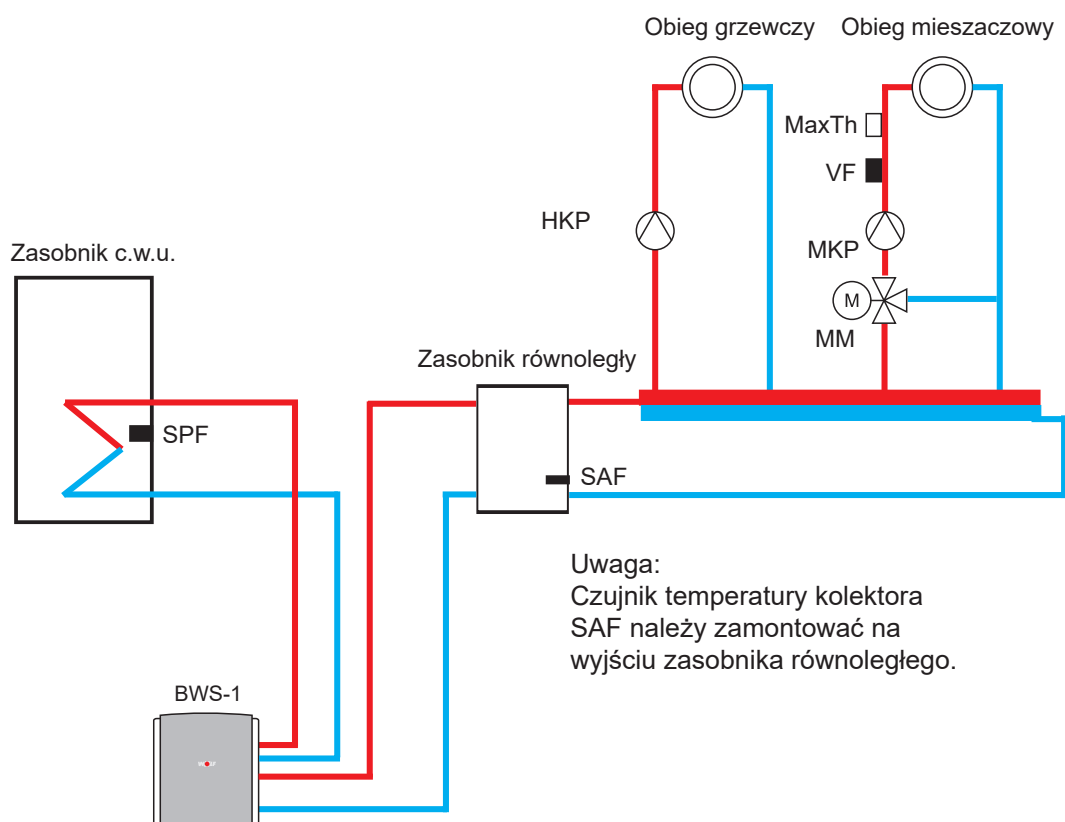 Obieg grzewczy
Obieg mieszaczowy
MaxTh
VF
HKP
MKP
Zasobnik c.w.u.
M
MM
Zasobnik równoległy
SPF
SAF
Uwaga:
Czujnik temperatury kolektora
SAF należy zamontować na
wyjściu zasobnika równoległego.
BWS-1